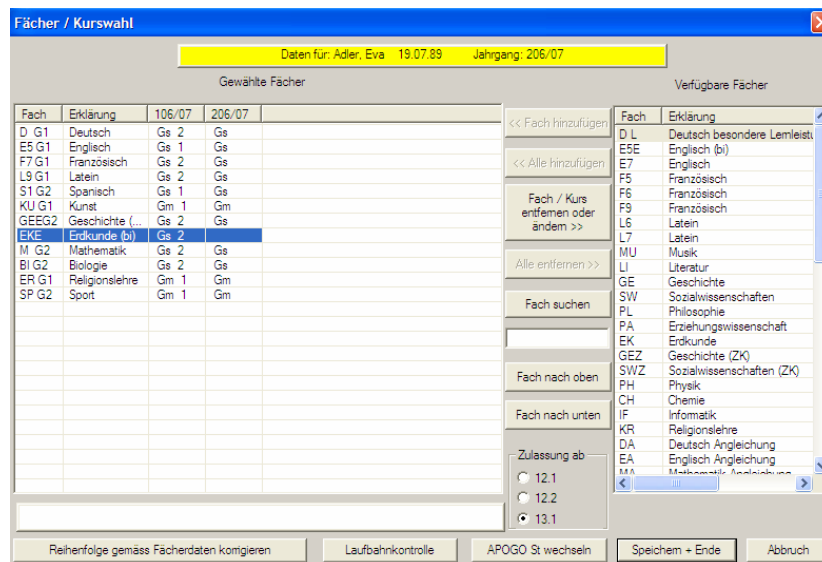 Fächer / Kurswahl
Daten für: Adler, Eva 19.07.89 Jahrgang: 206/07
Gewählte Fächer
Verfügbare Fächer
Fach Erklärung 106/07 206/07
D G1 Deutsch Gs 2 Gs
E5 G1 Englisch Gs 1 Gs
F7 G1 Französisch Gs 2 Gs
L9 G1 Latein Gs 2 Gs
S1 G2 Spanisch Gs 1 Gs
KU G1 Kunst Gm 1 Gm
GEEG2 Geschichte (... Gs 2 Gs
EKE Erdkunde (bi) Gs 2
M G2 Mathematik Gs 2 Gs
BI G2 Biologie Gs 2 Gs
ER G1 Religionslehre Gm 1 Gm
SP G2 Sport Gm 1 Gm
<< Fach hinzufügen
<< Alle hinzufügen
Fach / Kurs
entfernen oder
ändern >>
Alle entfernen >>
Fach suchen
Fach nach oben
Fach nach unten
Zulassung ab
12.1
12.2
13.1
Fach Erklärung
D L Deutsch besondere Lernleistu
E5E Englisch (bi)
E7 Englisch
F5 Französisch
F6 Französisch
F9 Französisch
L6 Latein
L7 Latein
MU Musik
LI Literatur
GE Geschichte
SW Sozialwissenschaften
PL Philosophie
PA Erziehungswissenschaft
EK Erdkunde
GEZ Geschichte (ZK)
SWZ Sozialwissenschaften (ZK)
PH Physik
CH Chemie
IF Informatik
KR Religionslehre
DA Deutsch Angleichung
EA Englisch Angleichung
MA Mathematik Angleichung
Reihenfolge gemäss Fächerdaten korrigieren
Laufbahnkontrolle
APOGO St wechseln
Speichern + Ende
Abbruch